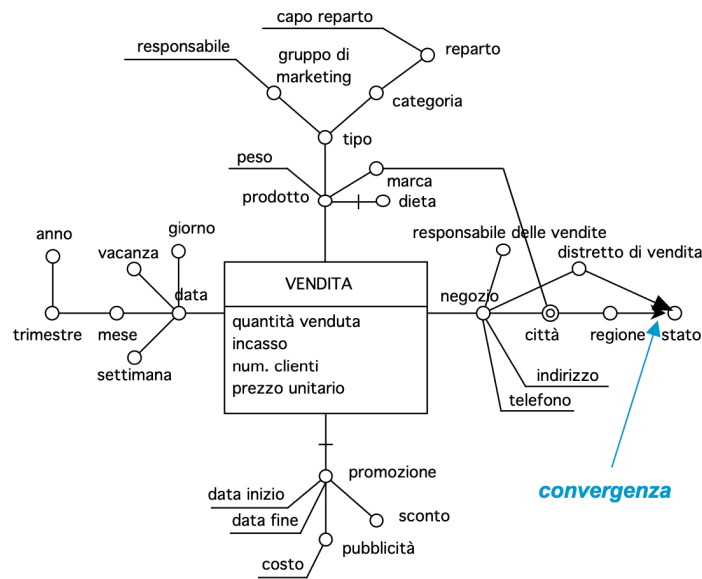 capo reparto
responsabile
gruppo di
marketing
reparto
categoria
tipo
peso
marca
prodotto
dieta
anno
giorno
vacanza
responsabile delle vendite
distretto di vendita
data
VENDITA
negozio
trimestre
mese
quantità venduta
città
regione
stato
incasso
num. clienti
settimana
prezzo unitario
indirizzo
telefono
promozione
convergenza
data inizio
data fine
sconto
pubblicità
costo